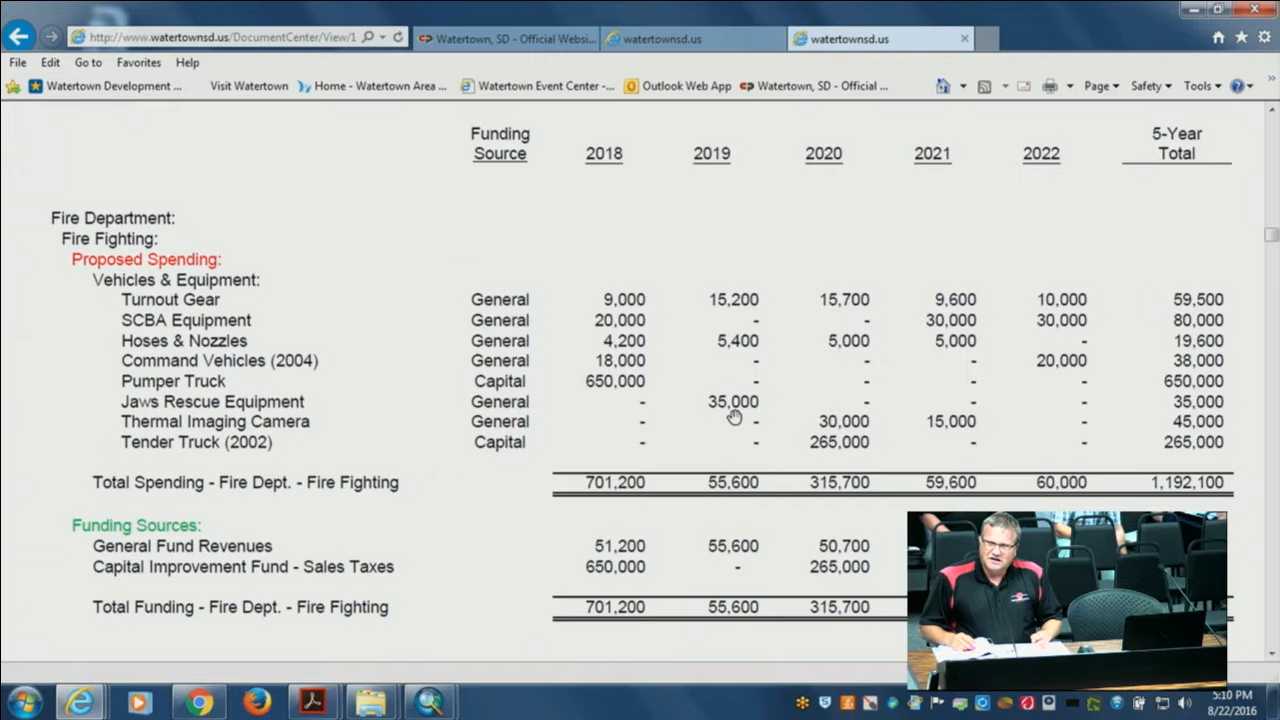 http://www.watertownsd.us/DocumentCenter/View/1
Watertown, SD - Official Websi...
watertownsd.us
watertownsd.us
File Edit Go to Favorites Help
Watertown Development ... Visit Watertown Home - Watertown Area ... Watertown Event Center -... Outlook Web App Watertown, SD - Official ... Page Safety Tools
Funding 5-Year
Source 2018 2019 2020 2021 2022 Total
Fire Department:
Fire Fighting:
Proposed Spending:
Vehicles & Equipment:
Turnout Gear General 9,000 15,200 15,700 9,600 10,000 59,500
SCBA Equipment General 20,000 - - 30,000 30,000 80,000
Hoses & Nozzles General 4,200 5,400 5,000 5,000 - 19,600
Command Vehicles (2004) General 18,000 - - - 20,000 38,000
Pumper Truck Capital 650,000 - - - - 650,000
Jaws Rescue Equipment General - 35,000 - - - 35,000
Thermal Imaging Camera General - - 30,000 15,000 - 45,000
Tender Truck (2002) Capital - - 265,000 - - 265,000
Total Spending - Fire Dept. - Fire Fighting 701,200 55,600 315,700 59,600 60,000 1,192,100
Funding Sources:
General Fund Revenues 51,200 55,600 50,700
Capital Improvement Fund - Sales Taxes 650,000 - 265,000
Total Funding - Fire Dept. - Fire Fighting 701,200 55,600 315,700
5:10 PM
8/22/2016